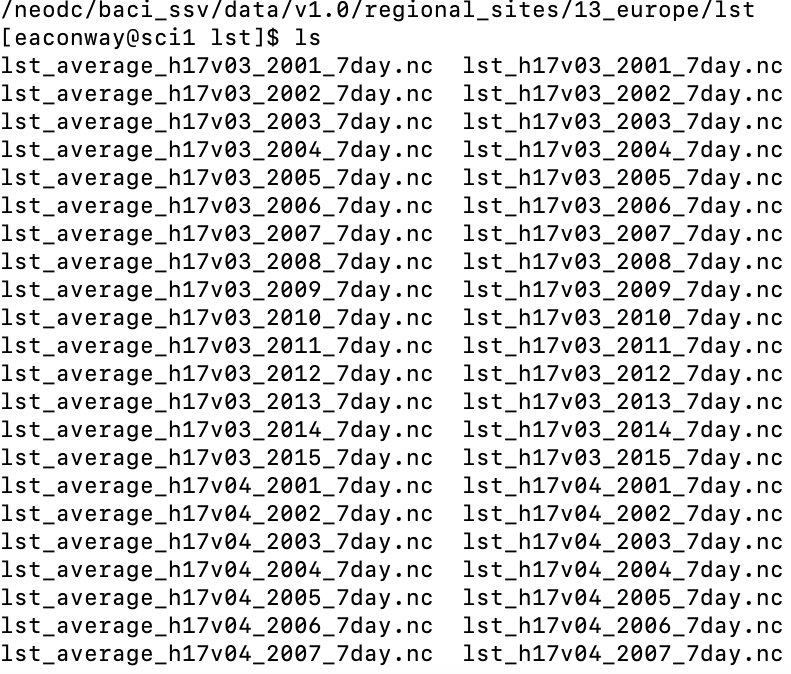 /neodc/baci_ssv/data/v1.0/regional_sites/13_europe/lst
[eaconway@sci1 lst]$ ls
lst_average_h17v03_2001_7day.nc  lst_h17v03_2001_7day.nc
lst_average_h17v03_2002_7day.nc  lst_h17v03_2002_7day.nc
lst_average_h17v03_2003_7day.nc  lst_h17v03_2003_7day.nc
lst_average_h17v03_2004_7day.nc  lst_h17v03_2004_7day.nc
lst_average_h17v03_2005_7day.nc  lst_h17v03_2005_7day.nc
lst_average_h17v03_2006_7day.nc  lst_h17v03_2006_7day.nc
lst_average_h17v03_2007_7day.nc  lst_h17v03_2007_7day.nc
lst_average_h17v03_2008_7day.nc  lst_h17v03_2008_7day.nc
lst_average_h17v03_2009_7day.nc  lst_h17v03_2009_7day.nc
lst_average_h17v03_2010_7day.nc  lst_h17v03_2010_7day.nc
lst_average_h17v03_2011_7day.nc  lst_h17v03_2011_7day.nc
lst_average_h17v03_2012_7day.nc  lst_h17v03_2012_7day.nc
lst_average_h17v03_2013_7day.nc  lst_h17v03_2013_7day.nc
lst_average_h17v03_2014_7day.nc  lst_h17v03_2014_7day.nc
lst_average_h17v03_2015_7day.nc  lst_h17v03_2015_7day.nc
lst_average_h17v04_2001_7day.nc  lst_h17v04_2001_7day.nc
lst_average_h17v04_2002_7day.nc  lst_h17v04_2002_7day.nc
lst_average_h17v04_2003_7day.nc  lst_h17v04_2003_7day.nc
lst_average_h17v04_2004_7day.nc  lst_h17v04_2004_7day.nc
lst_average_h17v04_2005_7day.nc  lst_h17v04_2005_7day.nc
lst_average_h17v04_2006_7day.nc  lst_h17v04_2006_7day.nc
lst_average_h17v04_2007_7day.nc  lst_h17v04_2007_7day.nc